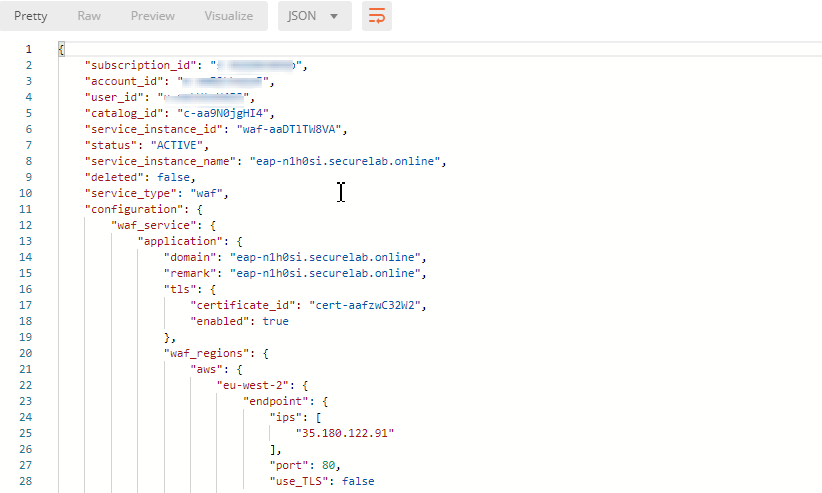 Pretty Raw Preview Visualize JSON
1 {
2 "subscription_id": "
3 "account_id": "
4 "user_id": "
5 "catalog_id": "c-aa9N0jgHI4",
6 "service_instance_id": "waf-aaDTlTW8VA",
7 "status": "ACTIVE",
8 "service_instance_name": "eap-n1h0si.securelab.online",
9 "deleted": false,
10 "service_type": "waf",
11 "configuration": {
12 "waf_service": {
13 "application": {
14 "domain": "eap-n1h0si.securelab.online",
15 "remark": "eap-n1h0si.securelab.online",
16 "tls": {
17 "certificate_id": "cert-aafzwC32W2",
18 "enabled": true
19 },
20 "waf_regions": {
21 "aws": {
22 "eu-west-2": {
23 "endpoint": {
24 "ips": [
25 "35.180.122.91"
26 ],
27 "port": 80,
28 "use_TLS": false